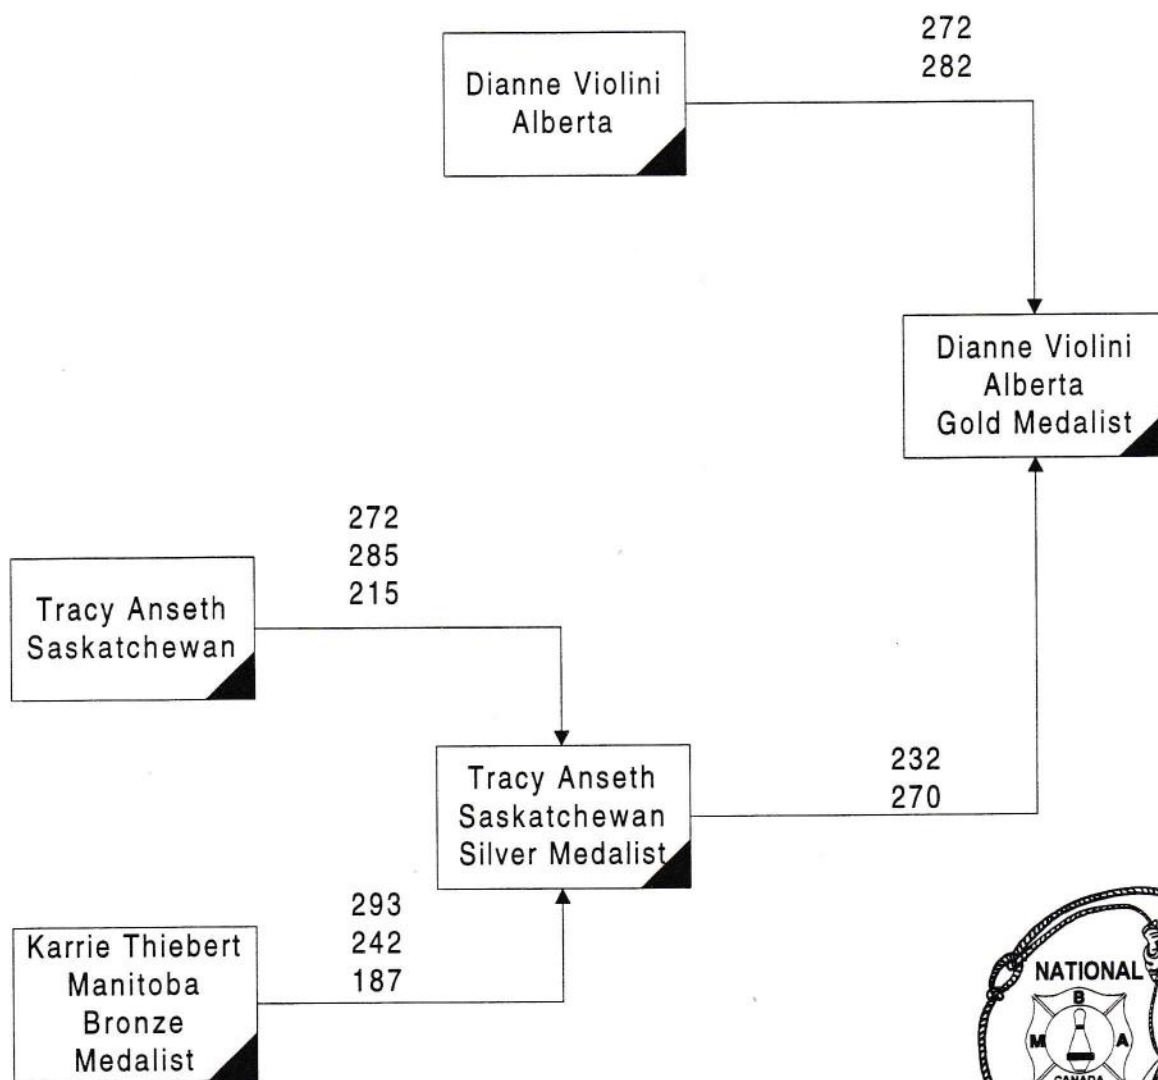 272
282
Dianne Violini
Alberta
Dianne Violini
Alberta
Gold Medalist
272
285
215
Tracy Anseth
Saskatchewan
Tracy Anseth
Saskatchewan
Silver Medalist
232
270
293
242
187
Karrie Thiebert
Manitoba
Bronze
Medalist
NATIONAL
B
M
A
CANADA